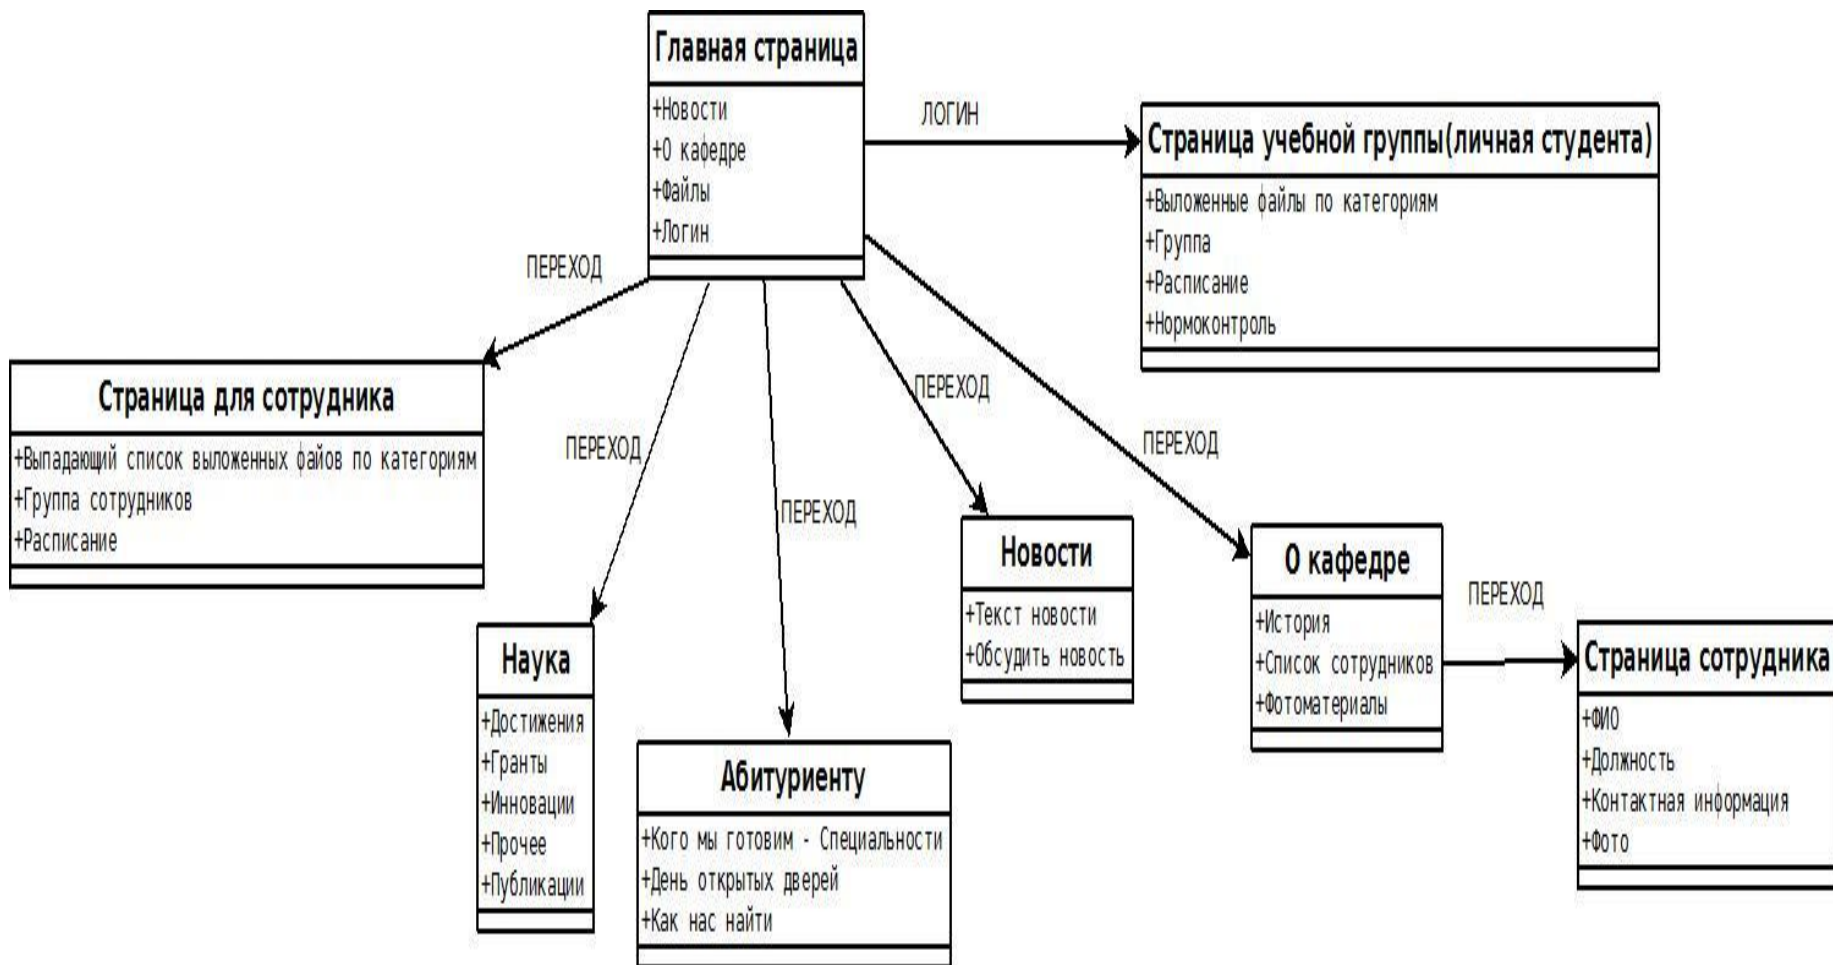 Главная страница
+Новости
+О кафедре
+Файлы
+Логин
ЛОГИН
Страница учебной группы(личная студента)
+Выложенные файлы по категориям
+Группа
+Расписание
+Нормоконтроль
ПЕРЕХОД
Страница для сотрудника
+Выпадающий список выложенных файов по категориям
+Группа сотрудников
+Расписание
ПЕРЕХОД
Наука
+Достижения
+Гранты
+Инновации
+Прочее
+Публикации
ПЕРЕХОД
Абитуриенту
+Кого мы готовим - Специальности
+День открытых дверей
+Как нас найти
ПЕРЕХОД
Новости
+Текст новости
+Обсудить новость
ПЕРЕХОД
О кафедре
+История
+Список сотрудников
+Фотоматериалы
ПЕРЕХОД
Страница сотрудника
+ФИО
+Должность
+Контактная информация
+Фото